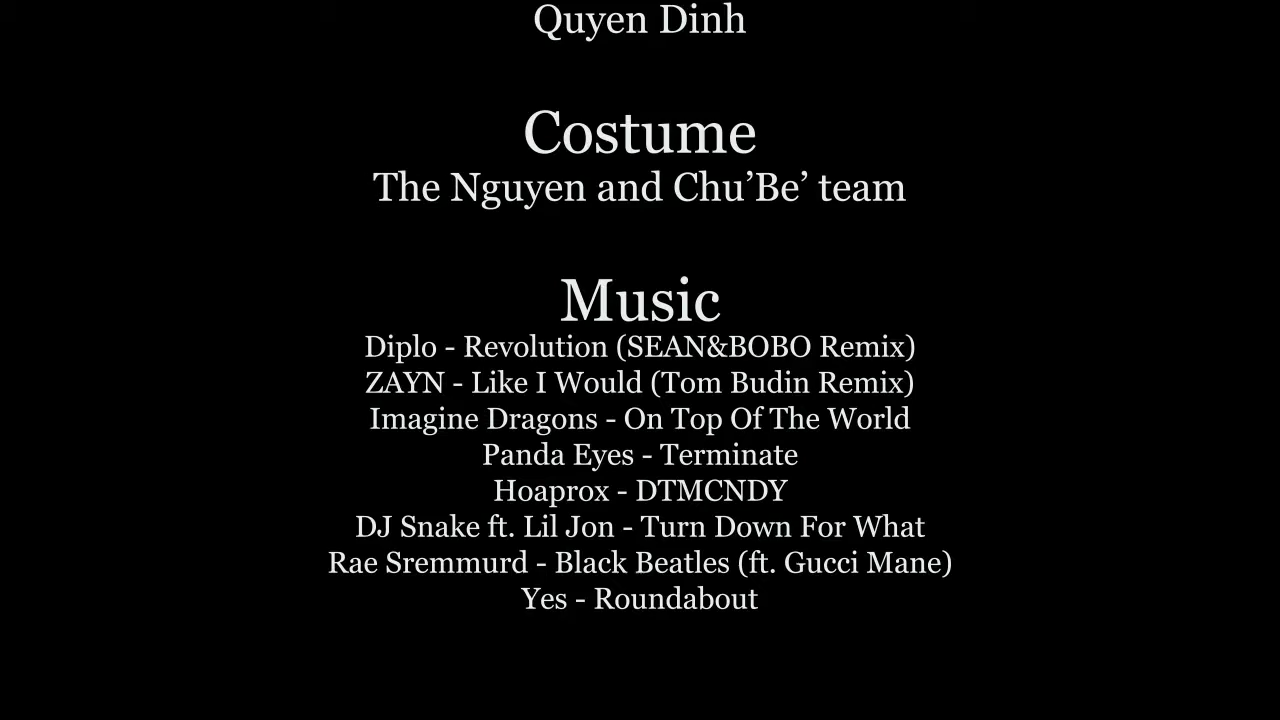 Quyen Dinh
Costume
The Nguyen and Chu’Be’ team
Music
Diplo - Revolution (SEAN&BOBO Remix)
ZAYN - Like I Would (Tom Budin Remix)
Imagine Dragons - On Top Of The World
Panda Eyes - Terminate
Hoaprox - DTMCNDY
DJ Snake ft. Lil Jon - Turn Down For What
Rae Sremmurd - Black Beatles (ft. Gucci Mane)
Yes - Roundabout